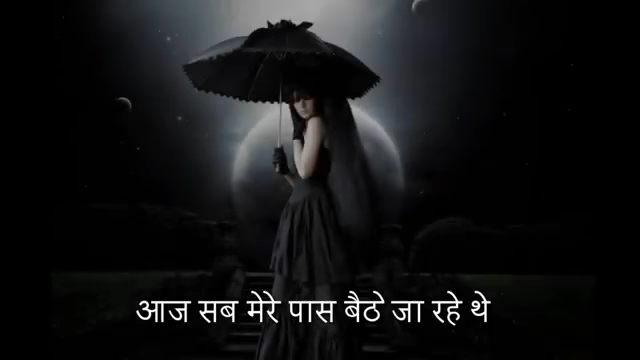 आज सब मेरे पास बैठे जा रहे थे